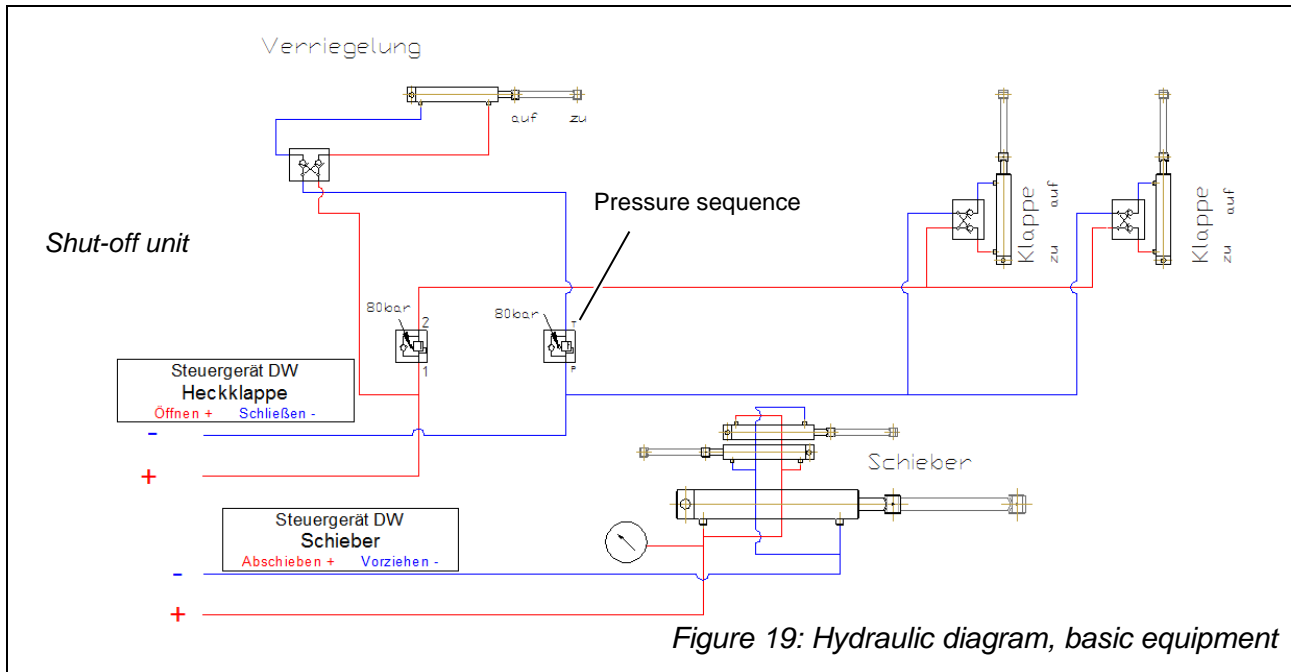 Verriegelung
auf zu
Pressure sequence
Shut-off unit
Klappe
zu auf
Klappe
zu auf
80bar
2
1
80bar
T
P
Steuergerät DW
Heckklappe
Öffnen + Schließen -
-
+
Schieber
Steuergerät DW
Schieber
Abschieben + Vorziehen -
-
+
Figure 19: Hydraulic diagram, basic equipment